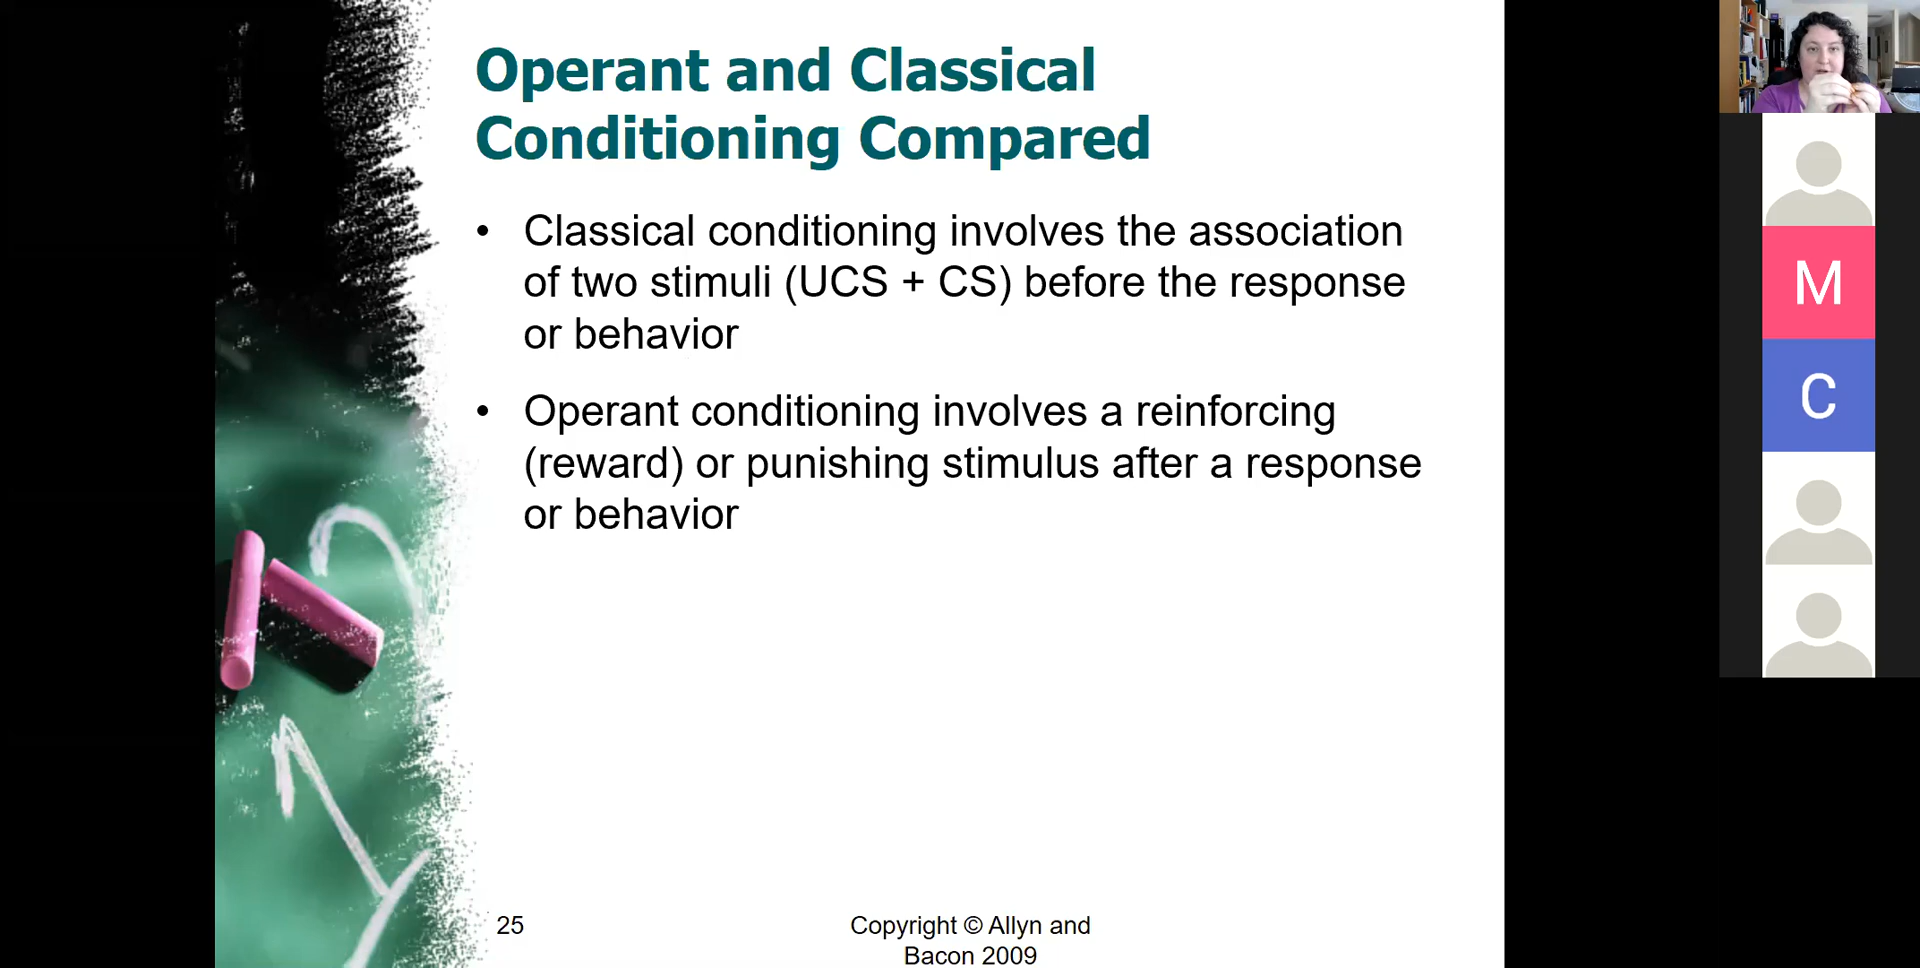 Operant and Classical
Conditioning Compared
• Classical conditioning involves the association
of two stimuli (UCS + CS) before the response
or behavior
• Operant conditioning involves a reinforcing
(reward) or punishing stimulus after a response
or behavior
25
Copyright © Allyn and
Bacon 2009
M
C